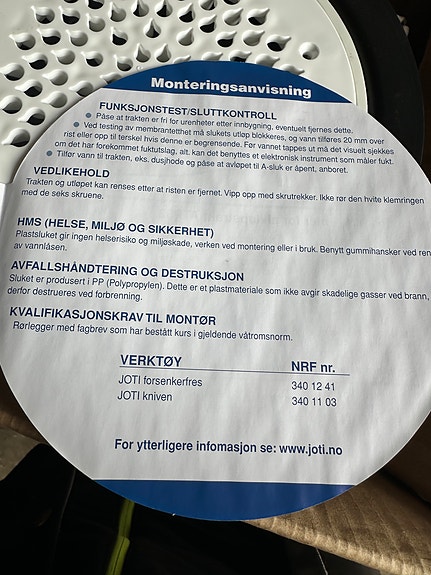 Monteringsanvisning
FUNKSJONSTEST/SLUTTKONTROLL
● Påse at trakten er fri for urenheter etter innbygning, eventuelt fjernes dette.
● Ved testing av membrantetthet må slukets utløp blokkeres, og vann tilføres 20 mm over
rist eller opp til terskel hvis denne er begrensende. Før vannet tappes ut må det visuelt sjekkes
om det har forekommet fuktutslag, alt. kan det benyttes et elektronisk instrument som måler fukt.
● Tilfør vann til trakten, eks. dusjhode og påse at avløpet til A-sluk er åpent, anboret.
VEDLIKEHOLD
Trakten og utløpet kan renses etter at risten er fjernet. Vipp opp med skrutrekker. Ikke rør den hvite klemringen
med de seks skruene.
HMS (HELSE, MILJØ OG SIKKERHET)
Plastsluket gir ingen helserisiko og miljøskade, verken ved montering eller i bruk. Benytt gummihansker ved ren
av vannlåsen.
AVFALLSHÅNDTERING OG DESTRUKSJON
Sluket er produsert i PP (Polypropylen). Dette er et plastmateriale som ikke avgir skadelige gasser ved brann,
derfor destrueres ved forbrenning.
KVALIFIKASJONSKRAV TIL MONTØR
Rørlegger med fagbrev som har bestått kurs i gjeldende våtromsnorm.
VERKTØY NRF nr.
JOTI forsenkerfres 340 12 41
JOTI kniven 340 11 03
For ytterligere infomasjon se: www.joti.no